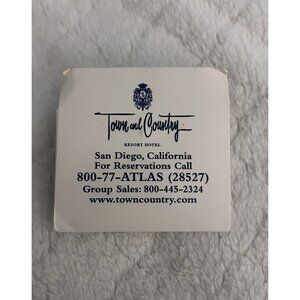 Town and Country
RESORT HOTEL
San Diego, California
For Reservations Call
800-77-ATLAS (28527)
Group Sales: 800-445-2324
www.towncountry.com